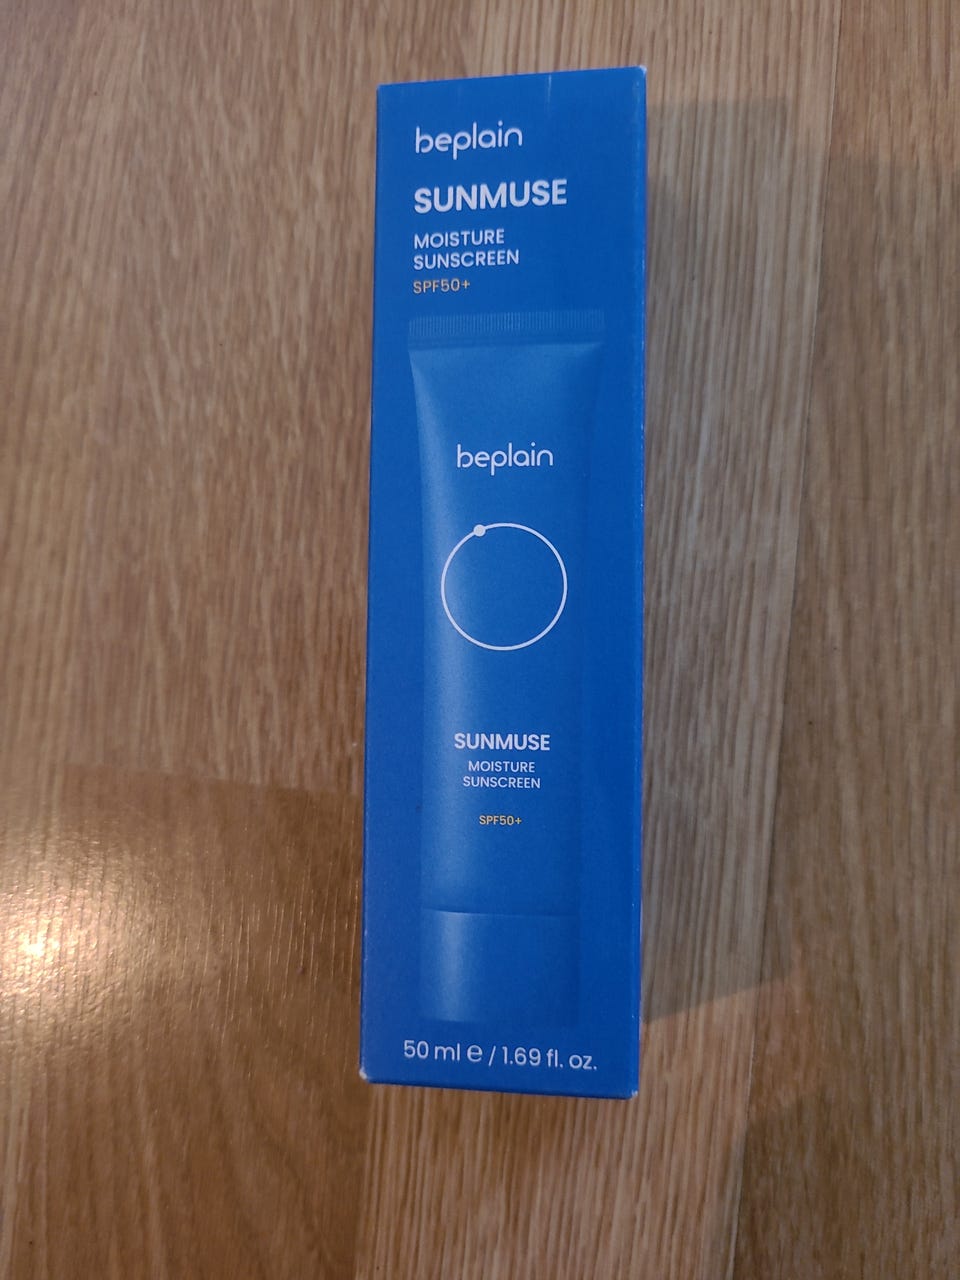 beplain
SUNMUSE
MOISTURE
SUNSCREEN
SPF50+
beplain
SUNMUSE
MOISTURE
SUNSCREEN
SPF50+
50 ml ℮ / 1.69 fl. oz.